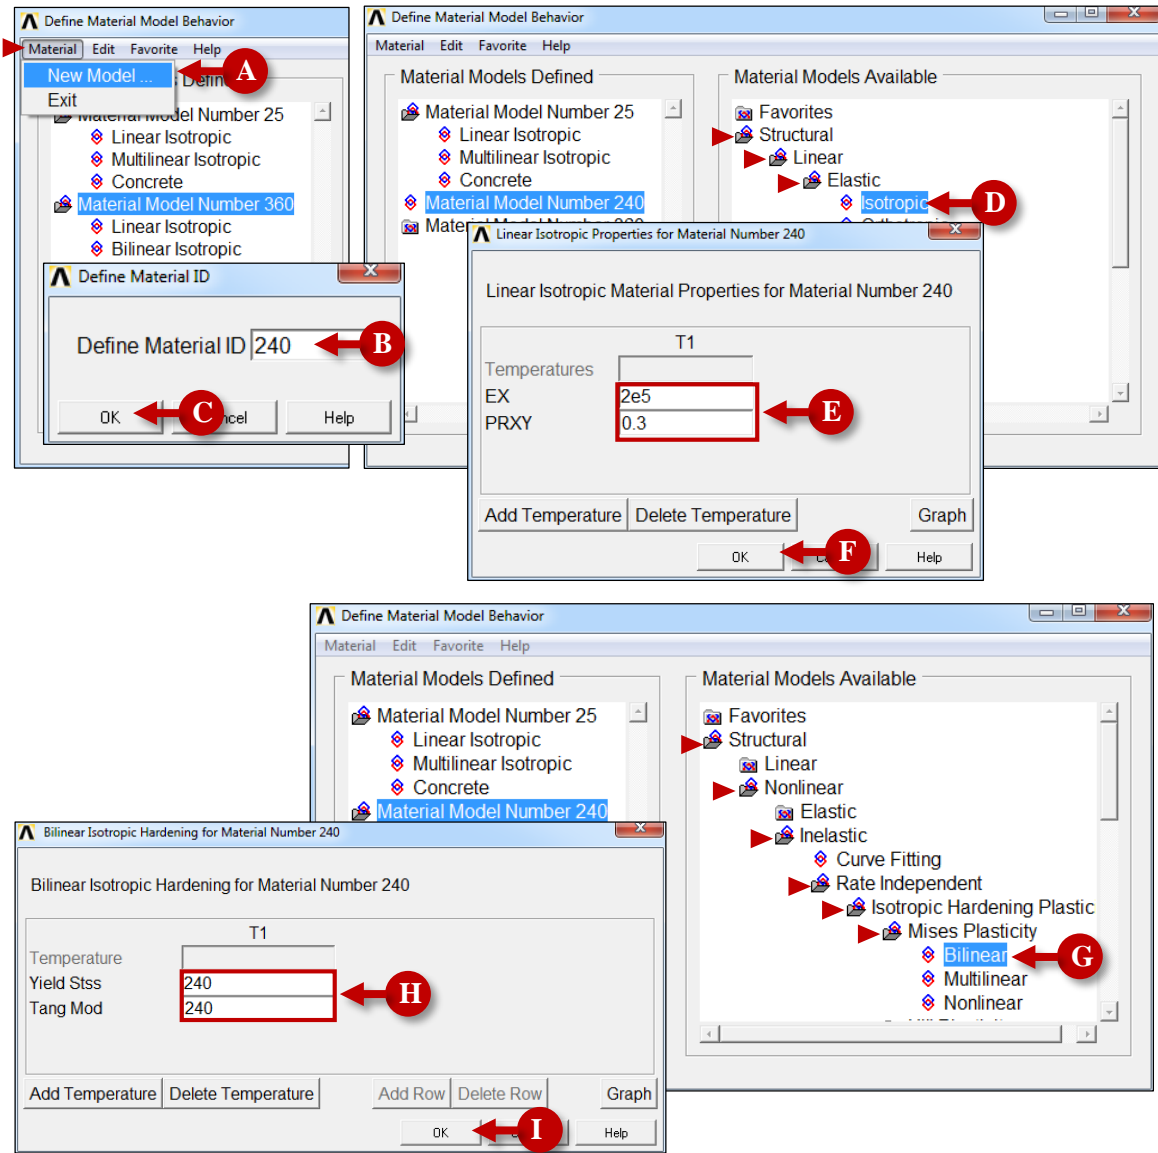 Define Material Model Behavior
Material Edit Favorite Help
New Model ...
A
Exit
Material Model Number 25
Linear Isotropic
Multilinear Isotropic
Concrete
Material Model Number 360
Linear Isotropic
Bilinear Isotropic
Define Material ID
Define Material ID 240
B
OK
C
Help
Define Material Model Behavior
Material Edit Favorite Help
Material Models Defined
Material Model Number 25
Linear Isotropic
Multilinear Isotropic
Concrete
Material Model Number 240
Material Models Available
Favorites
Structural
Linear
Elastic
Isotropic
D
Linear Isotropic Properties for Material Number 240
Linear Isotropic Material Properties for Material Number 240
T1
Temperatures
EX 2e5
PRXY 0.3
E
Add Temperature Delete Temperature Graph
OK F Help
Define Material Model Behavior
Material Edit Favorite Help
Material Models Defined
Material Model Number 25
Linear Isotropic
Multilinear Isotropic
Concrete
Material Model Number 240
Material Models Available
Favorites
Structural
Linear
Nonlinear
Elastic
Inelastic
Curve Fitting
Rate Independent
Isotropic Hardening Plastic
Mises Plasticity
Bilinear
G
Multilinear
Nonlinear
Bilinear Isotropic Hardening for Material Number 240
Bilinear Isotropic Hardening for Material Number 240
T1
Temperature
Yield Stss 240
Tang Mod 240
H
Add Temperature Delete Temperature Add Row Delete Row Graph
OK I Help